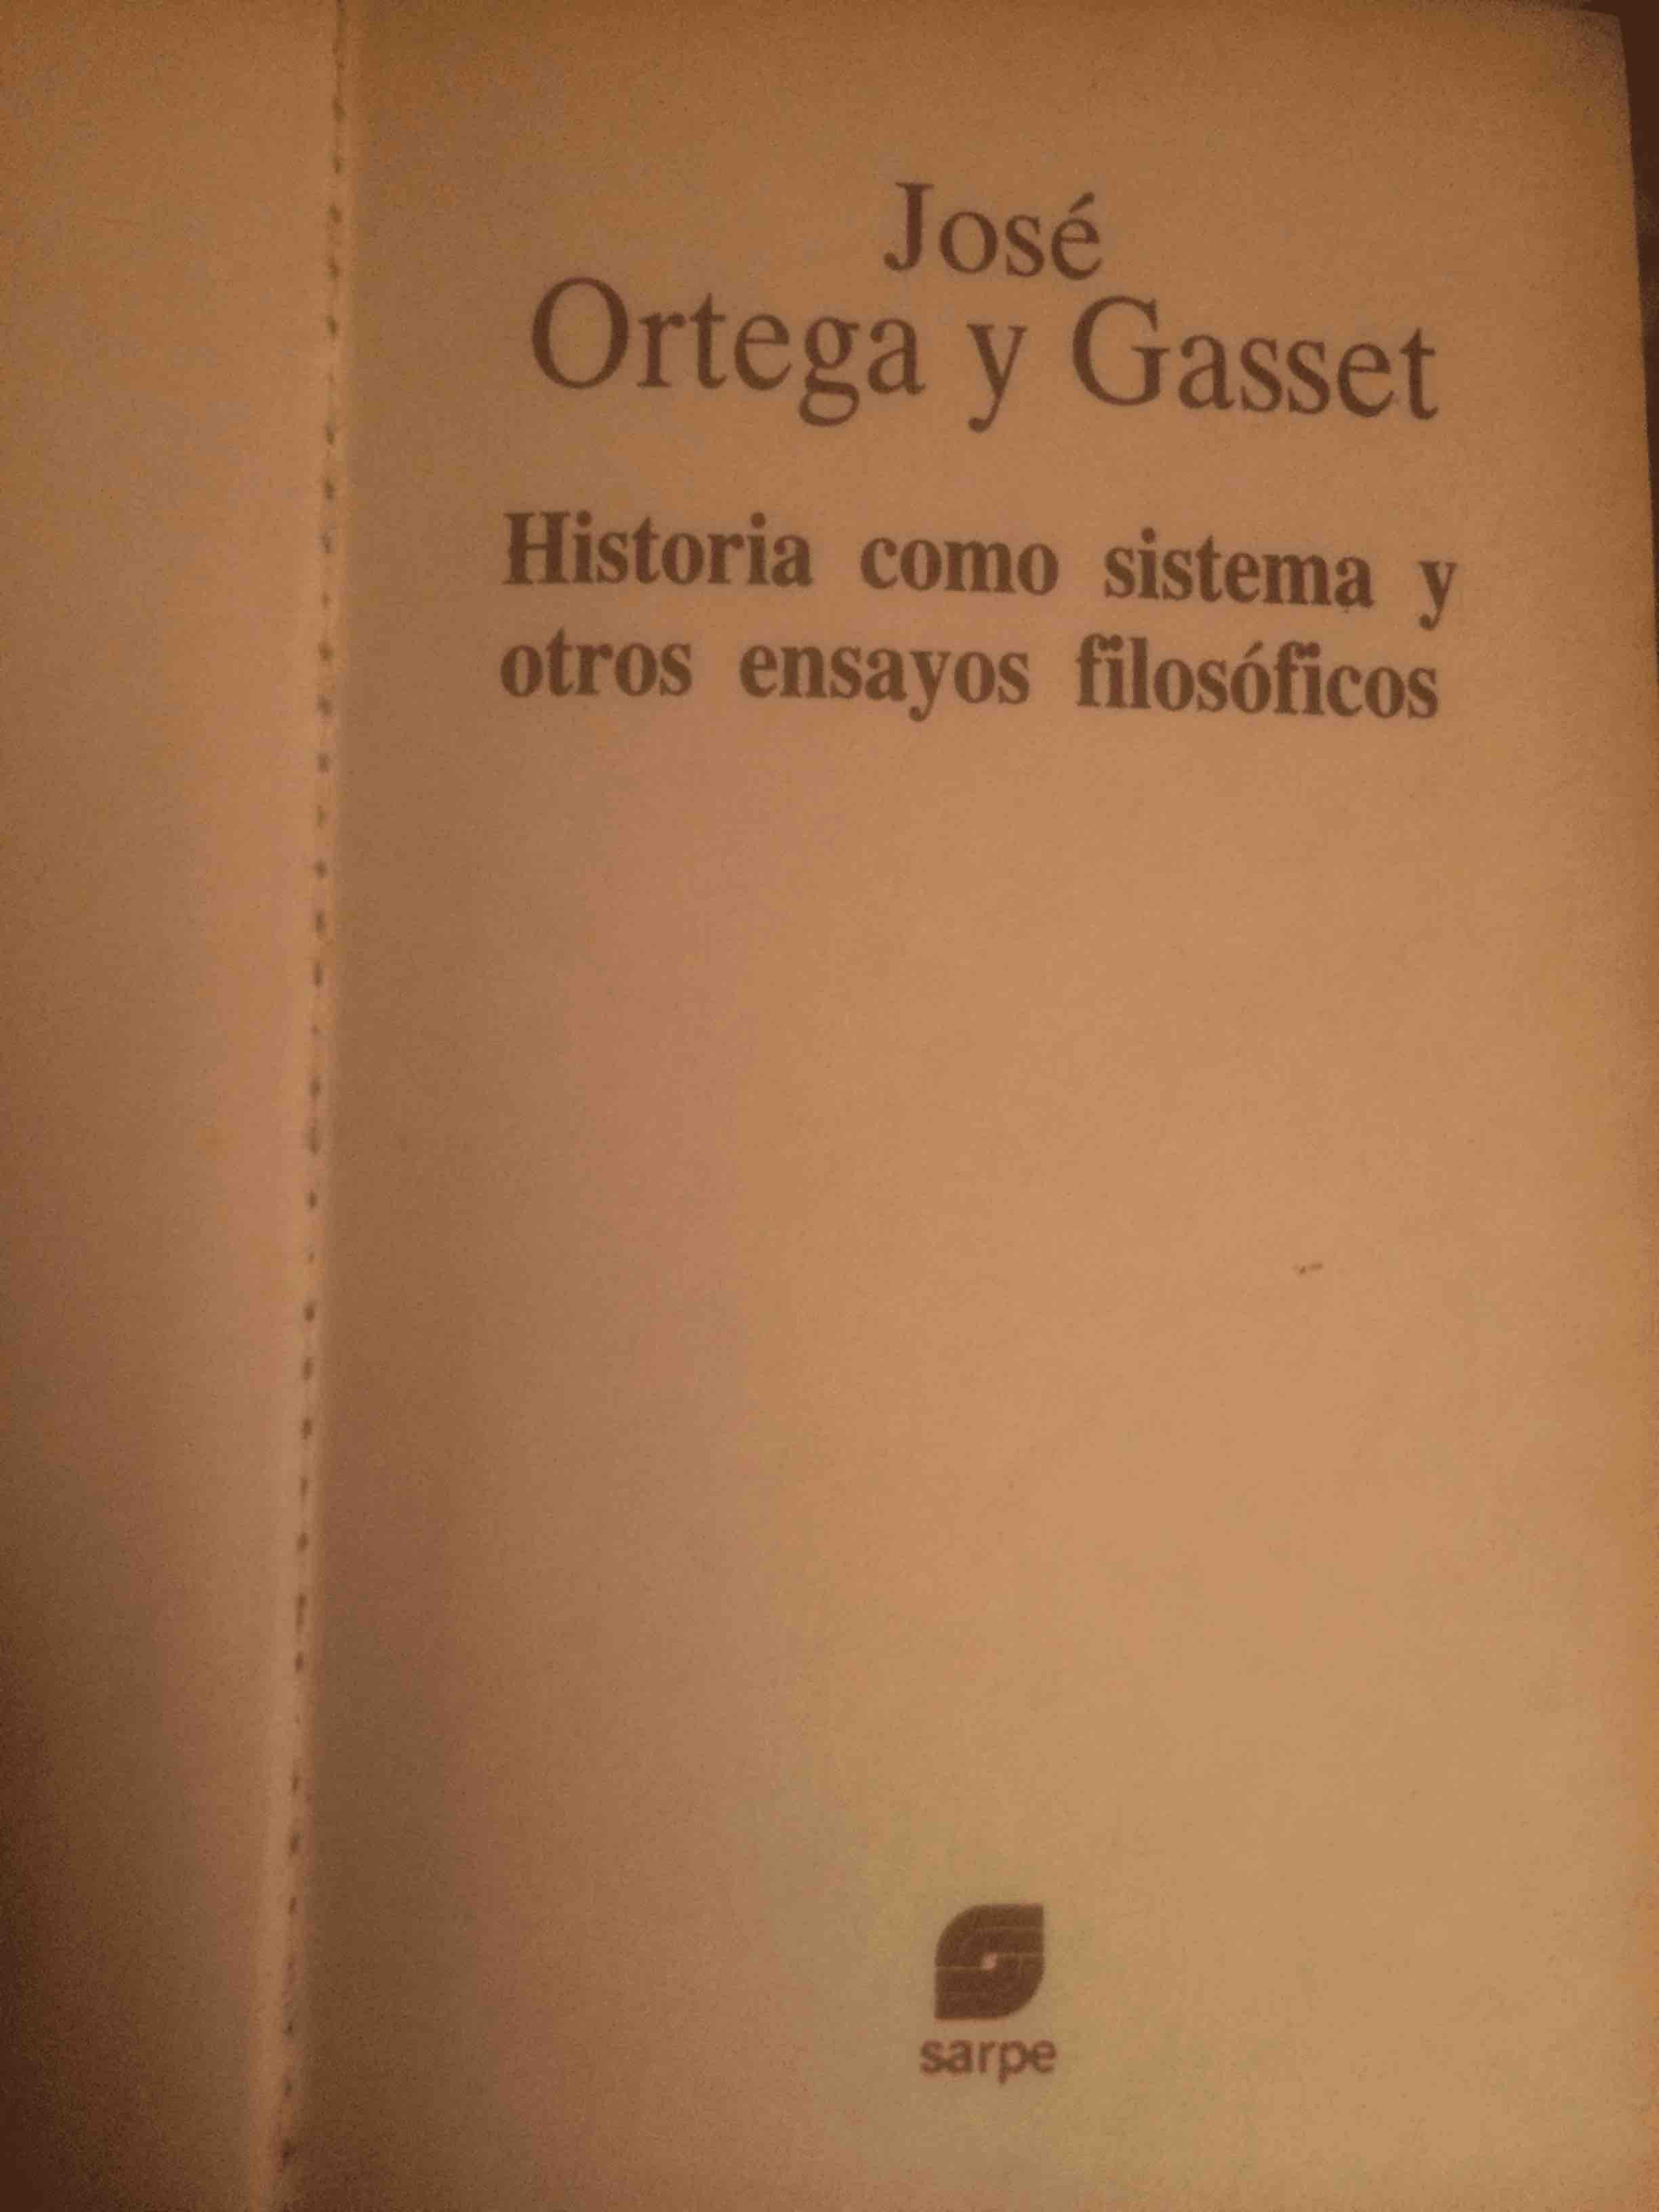 José
Ortega y Gasset
Historia como sistema y
otros ensayos filosóficos
sarpe